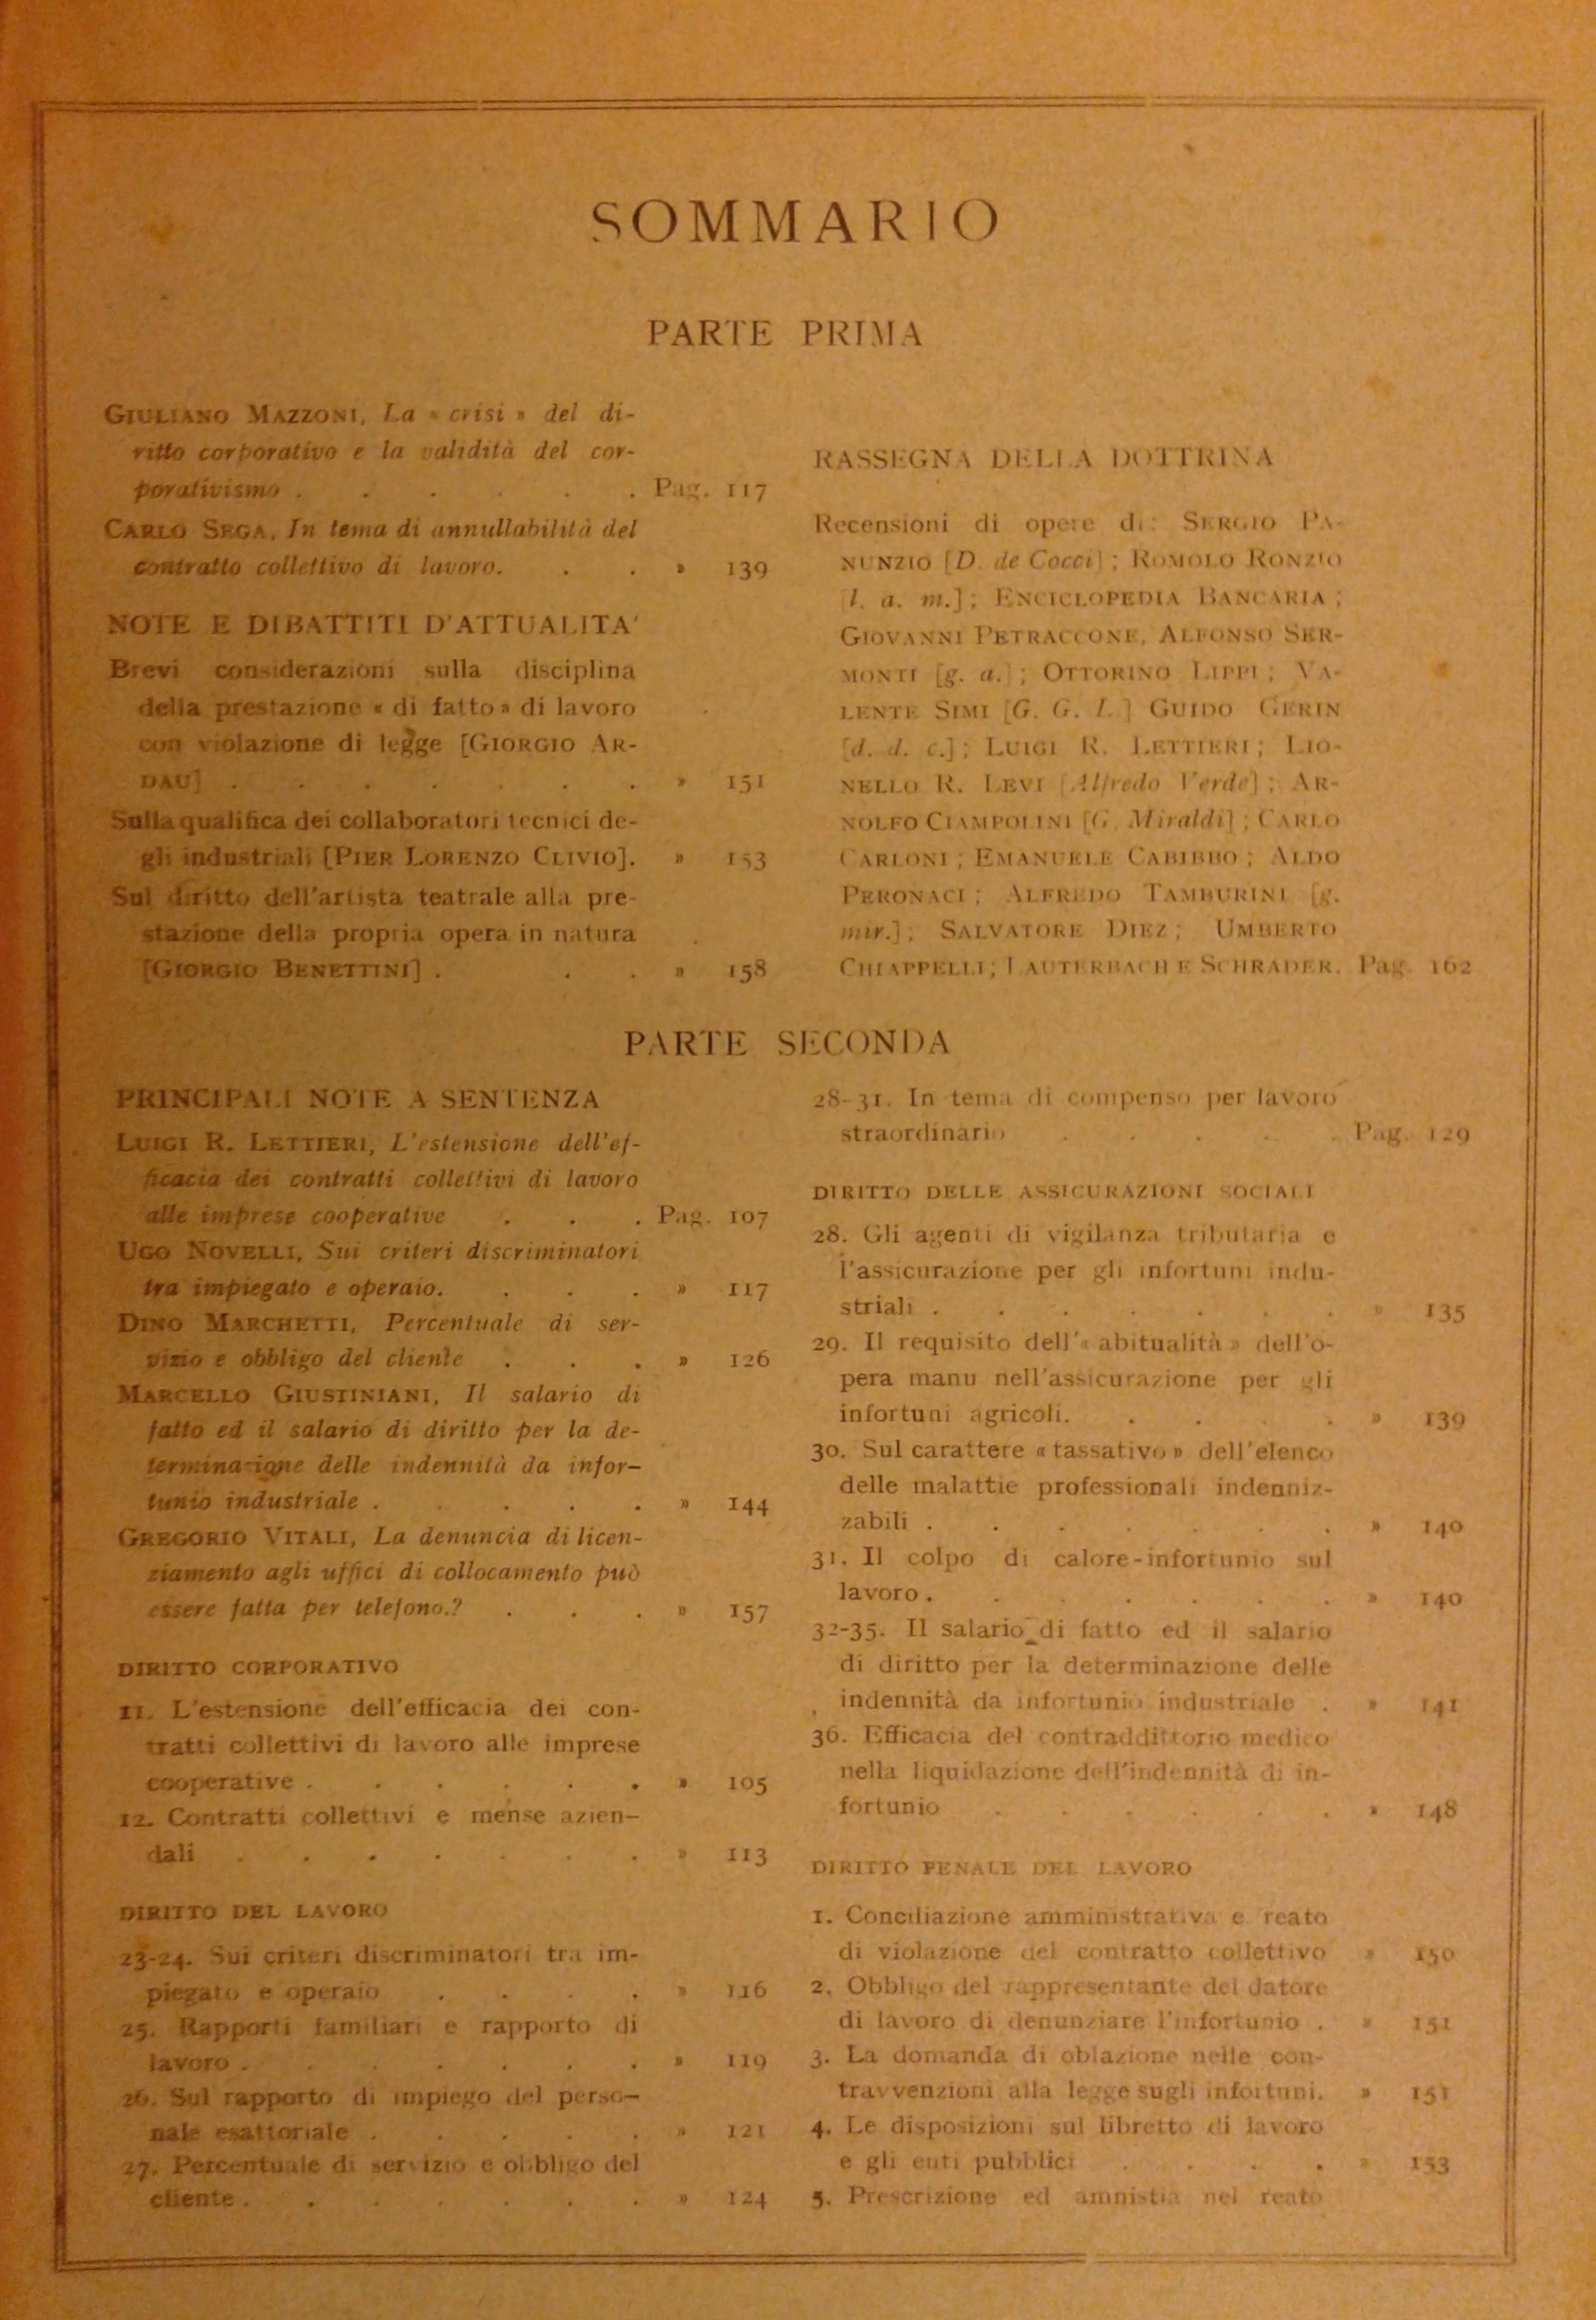 SOMMARIO
PARTE PRIMA
GIULIANO MAZZONI, La « crisi » del di-
ritto corporativo e la validità del cor-
porativismo . . . . . . Pag. 117
CARLO SEGA, In tema di annullabilità del
contratto collettivo di lavoro. . . » 139
NOTE E DIBATTITI D'ATTUALITA'
Brevi considerazioni sulla disciplina
della prestazione « di fatto » di lavoro
con violazione di legge [GIORGIO AR-
DAU] . . . . . . . » 151
Sulla qualifica dei collaboratori tecnici de-
gli industriali [PIER LORENZO CLIVIO]. » 153
Sul diritto dell'artista teatrale alla pre-
stazione della propria opera in natura
[GIORGIO BENETTINI] . . . » 158
RASSEGNA DELLA DOTTRINA
Recensioni di opere di: SERGIO PA-
NUNZIO [D. de Cocci] ; ROMOLO RONZIO
[l. a. m.] ; ENCICLOPEDIA BANCARIA ;
GIOVANNI PETRACCONE, ALFONSO SER-
MONTI [g. a.] ; OTTORINO LIPPI ; VA-
LENTE SIMI [G. G. L.] GUIDO GERIN
[d. d. c.] ; LUIGI R. LETTIERI ; LIO-
NELLO R. LEVI [Alfredo Verde] ; AR-
NOLFO CIAMPOLINI [G. Miraldi] ; CARLO
CARLONI ; EMANUELE CABIBBO ; ALDO
PERONACI ; ALFREDO TAMBURINI [g.
mir.] ; SALVATORE DIEZ ; UMBERTO
CHIAPPELLI; LAUTERBACH E SCHRADER. Pag. 162
PARTE SECONDA
PRINCIPALI NOTE A SENTENZA
LUIGI R. LETTIERI, L'estensione dell'ef-
ficacia dei contratti collettivi di lavoro
alle imprese cooperative . . . Pag. 107
UGO NOVELLI, Sui criteri discriminatori
tra impiegato e operaio. . . . » 117
DINO MARCHETTI, Percentuale di ser-
vizio e obbligo del cliente . . . » 126
MARCELLO GIUSTINIANI, Il salario di
fatto ed il salario di diritto per la de-
terminazione delle indennità da infor-
tunio industriale . . . . . » 144
GREGORIO VITALI, La denuncia di licen-
ziamento agli uffici di collocamento può
essere fatta per telefono.? . . . » 157
DIRITTO CORPORATIVO
11. L'estensione dell'efficacia dei con-
tratti collettivi di lavoro alle imprese
cooperative . . . . . . » 105
12. Contratti collettivi e mense azien-
dali . . . . . . . » 113
DIRITTO DEL LAVORO
23-24. Sui criteri discriminatori tra im-
piegato e operaio . . . . » 116
25. Rapporti familiari e rapporto di
lavoro . . . . . . . » 119
26. Sul rapporto di impiego del perso-
nale esattoriale . . . . . » 121
27. Percentuale di servizio e obbligo del
cliente . . . . . . . » 124
28-31. In tema di compenso per lavoro
straordinario . . . . . Pag. 129
DIRITTO DELLE ASSICURAZIONI SOCIALI
28. Gli agenti di vigilanza tributaria e
l'assicurazione per gli infortuni indu-
striali . . . . . . . » 135
29. Il requisito dell'« abitualità » dell'o-
pera manu nell'assicurazione per gli
infortuni agricoli. . . . . » 139
30. Sul carattere « tassativo » dell'elenco
delle malattie professionali indenniz-
zabili . . . . . . . » 140
31. Il colpo di calore-infortunio sul
lavoro . . . . . . . » 140
32-35. Il salario di fatto ed il salario
di diritto per la determinazione delle
indennità da infortunio industriale . » 141
36. Efficacia del contraddittorio medico
nella liquidazione dell'indennità di in-
fortunio . . . . . . » 148
DIRITTO PENALE DEL LAVORO
1. Conciliazione amministrativa e reato
di violazione del contratto collettivo » 150
2. Obbligo del rappresentante del datore
di lavoro di denunziare l'infortunio . » 151
3. La domanda di oblazione nelle con-
travvenzioni alla legge sugli infortuni. » 151
4. Le disposizioni sul libretto di lavoro
e gli enti pubblici . . . . » 153
5. Prescrizione ed amnistia nel reato